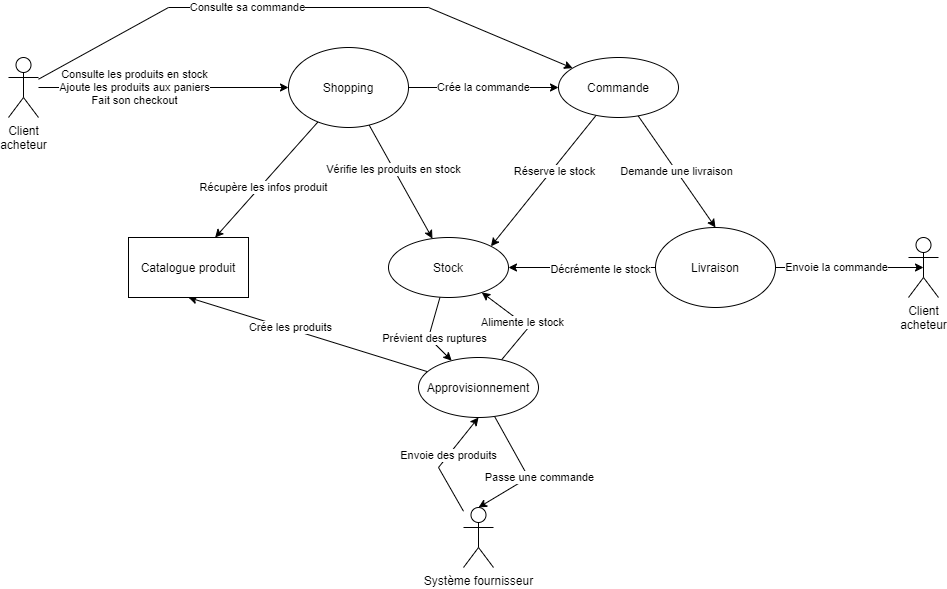 Consulte sa commande
Consulte les produits en stock
Ajoute les produits aux paniers
Fait son checkout
Shopping
Crée la commande
Commande
Client
acheteur
Vérifie les produits en stock
Réserve le stock
Demande une livraison
Récupère les infos produit
Catalogue produit
Stock
Décrémente le stock
Livraison
Envoie la commande
Client
acheteur
Crée les produits
Alimente le stock
Prévient des ruptures
Approvisionnement
Envoie des produits
Passe une commande
Système fournisseur